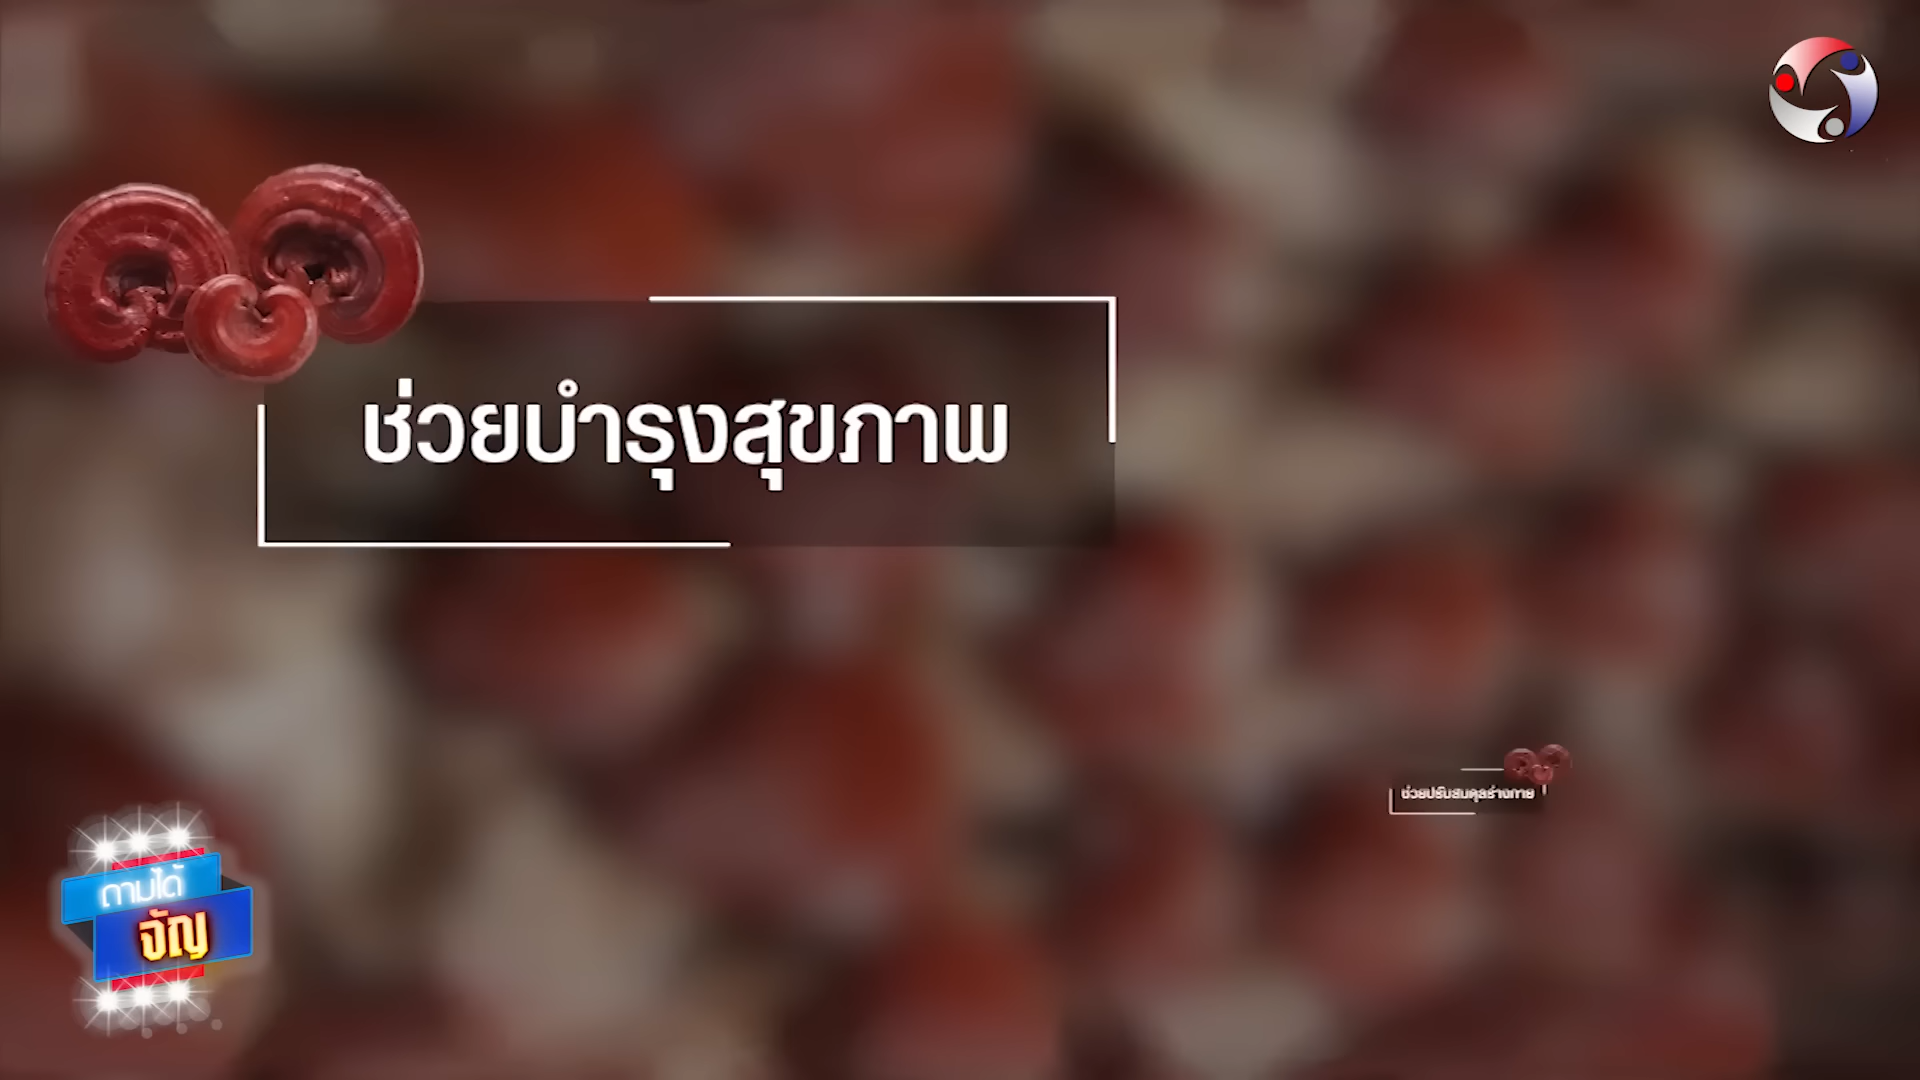 ช่วยบำรุงสุขภาพ
ช่วยปรับสมดุลร่างกาย
ถามได้
จัญ